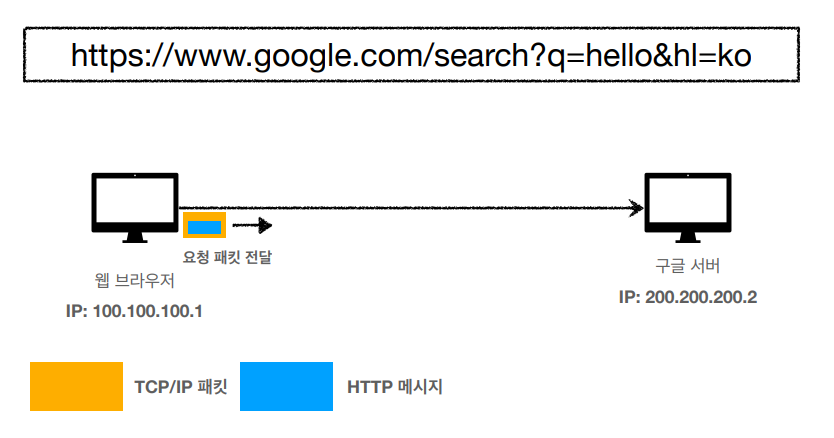 https://www.google.com/search?q=hello&hl=ko
요청 패킷 전달
웹 브라우저
IP: 100.100.100.1
구글 서버
IP: 200.200.200.2
TCP/IP 패킷
HTTP 메시지